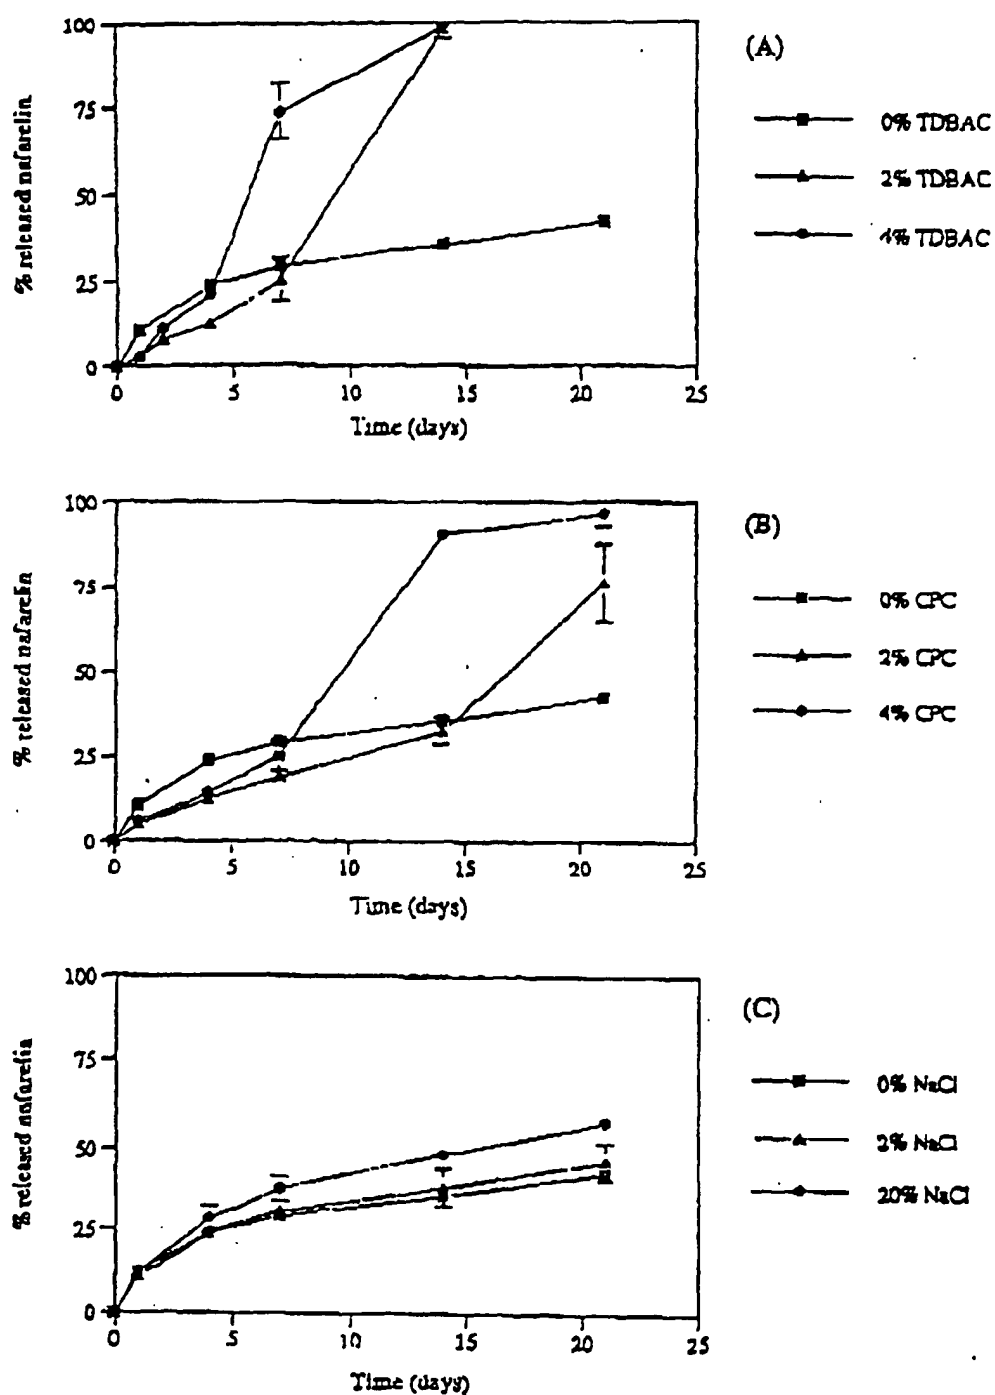 (A)
% released nafarelin
100
75
50
25
0
0 5 10 15 20 25
Time (days)
0% TDBAC
2% TDBAC
4% TDBAC
(B)
% released nafarelin
100
75
50
25
0
0 5 10 15 20 25
Time (days)
0% CPC
2% CPC
4% CPC
(C)
% released nafarelin
100
75
50
25
0
0 5 10 15 20 25
Time (days)
0% NaCl
2% NaCl
20% NaCl